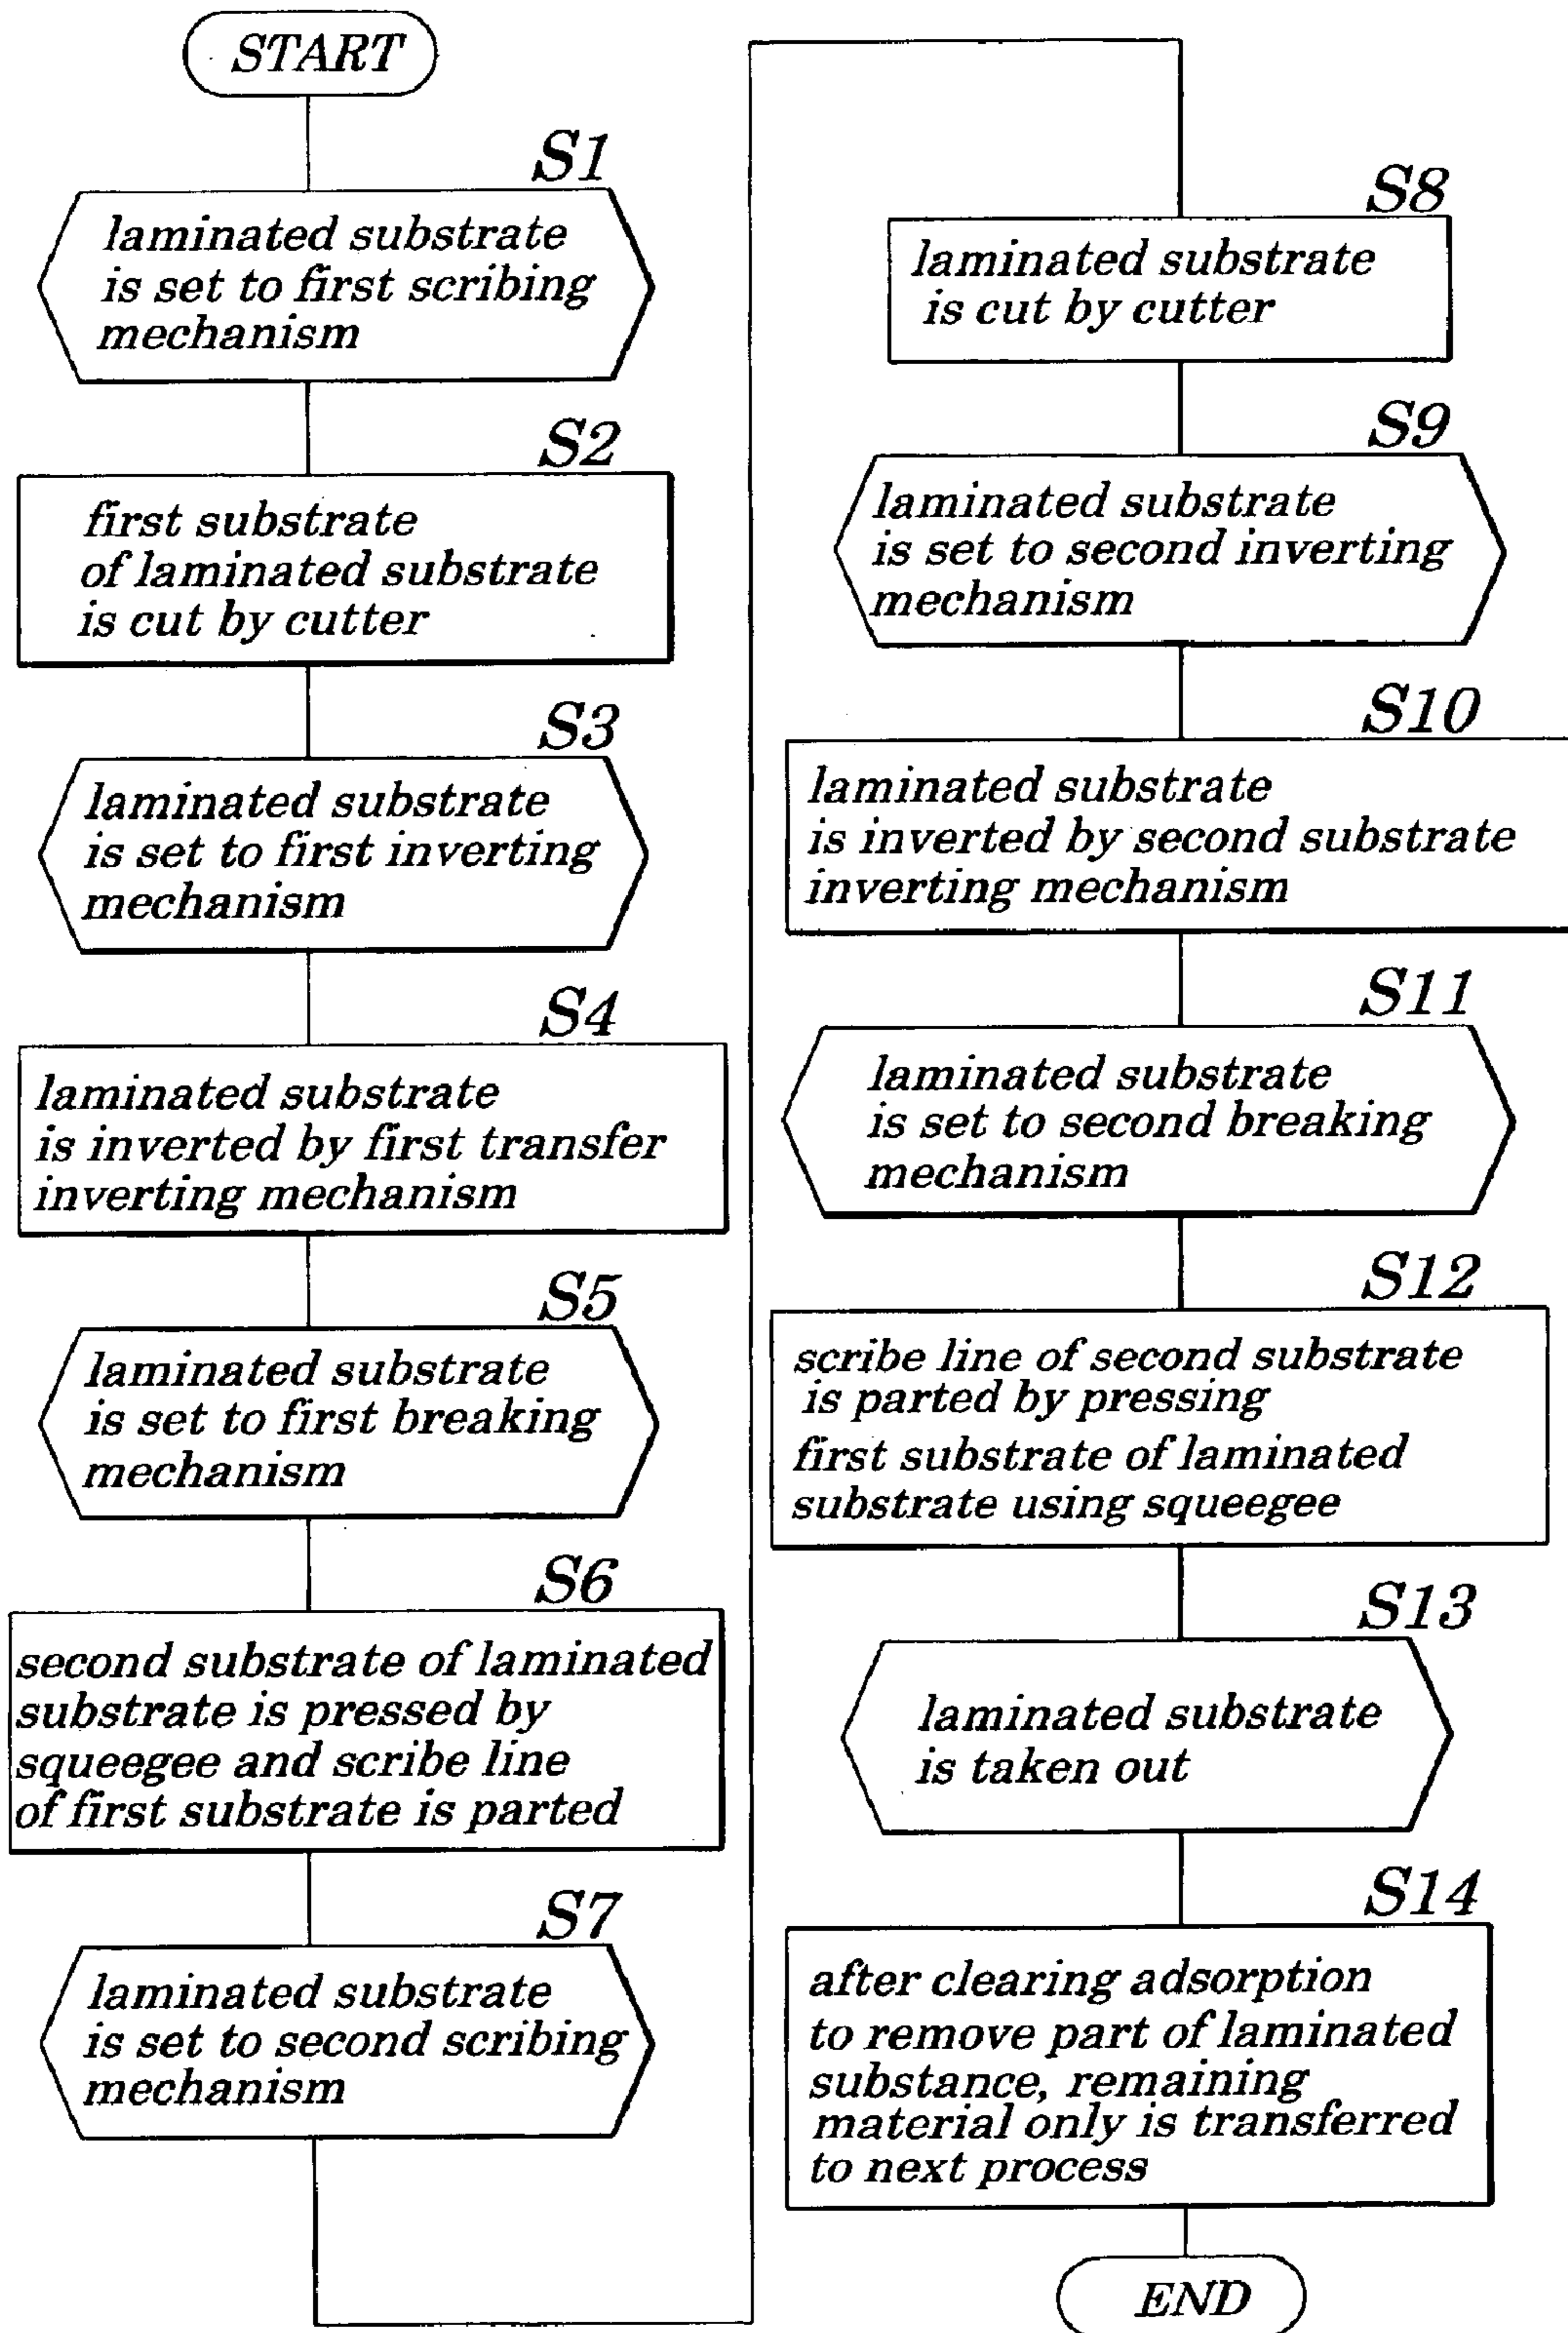 START
S1
laminated substrate
is set to first scribing
mechanism
S2
first substrate
of laminated substrate
is cut by cutter
S3
laminated substrate
is set to first inverting
mechanism
S4
laminated substrate
is inverted by first transfer
inverting mechanism
S5
laminated substrate
is set to first breaking
mechanism
S6
second substrate of laminated
substrate is pressed by
squeegee and scribe line
of first substrate is parted
S7
laminated substrate
is set to second scribing
mechanism
S8
laminated substrate
is cut by cutter
S9
laminated substrate
is set to second inverting
mechanism
S10
laminated substrate
is inverted by second substrate
inverting mechanism
S11
laminated substrate
is set to second breaking
mechanism
S12
scribe line of second substrate
is parted by pressing
first substrate of laminated
substrate using squeegee
S13
laminated substrate
is taken out
S14
after clearing adsorption
to remove part of laminated
substance, remaining
material only is transferred
to next process
END